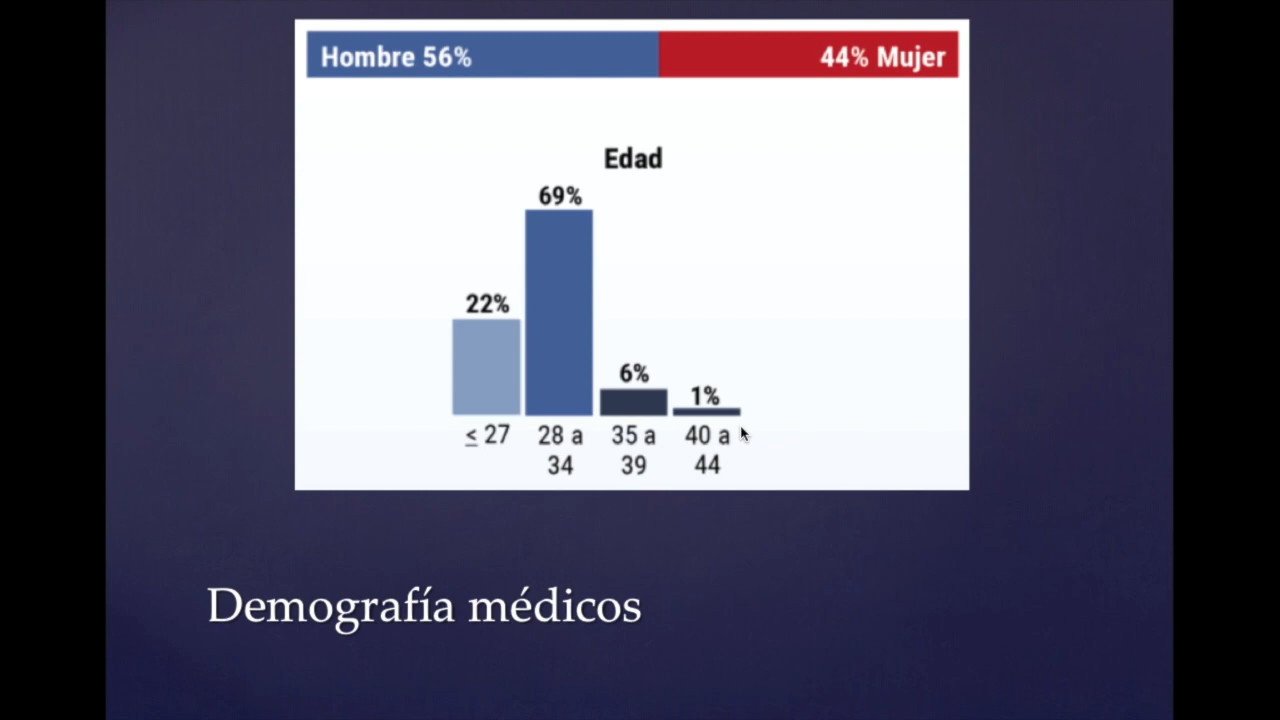 Hombre 56%
44% Mujer
Edad
69%
22%
6%
1%
≤ 27
28 a
34
35 a
39
40 a
44
Demografía médicos